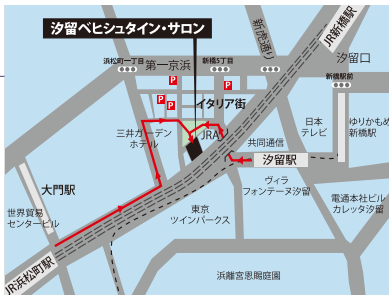 汐留ベヒシュタイン・サロン
JR新橋駅
新虎通り
汐留口
浜松町一丁目
第一京浜
新橋5丁目
新橋駅前
P
P
P
P
イタリア街
三井ガーデン
ホテル
JRA
共同通信
日本
テレビ
ゆりかもめ
新橋駅
汐留駅
大門駅
ヴィラ
フォンテーヌ汐留
世界貿易
センタービル
東京
ツインパークス
電通本社ビル
カレッタ汐留
JR浜松町駅
浜離宮恩賜庭園